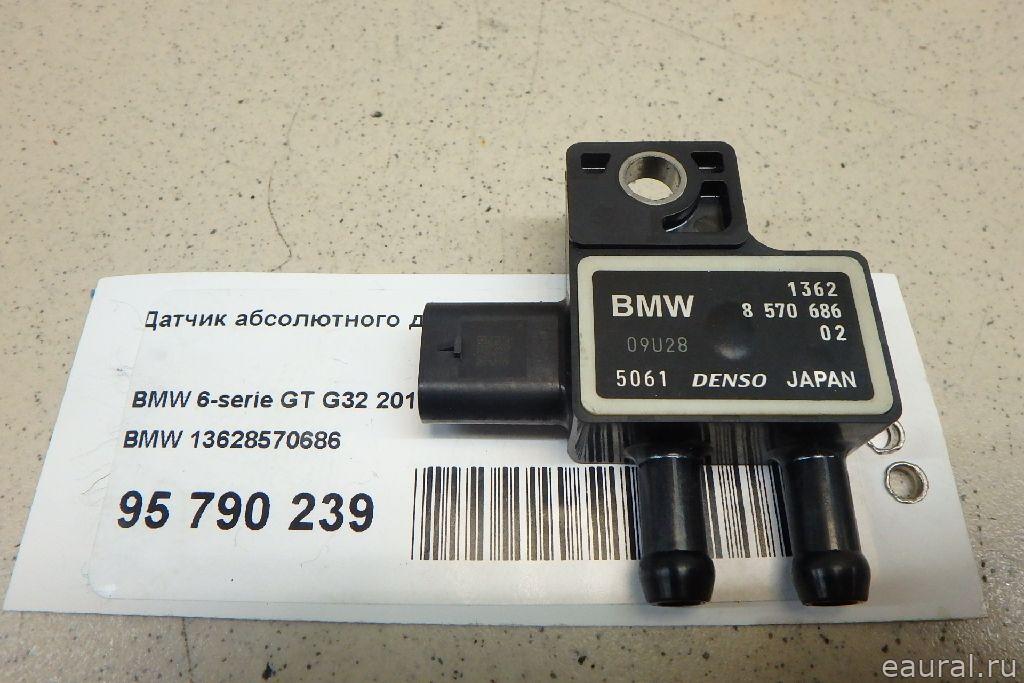 Датчик абсолютного
BMW 6-serie GT G32
BMW 13628570686
95 790 239
BMW 1362
8 570 686
09U28 02
5061 DENSO JAPAN
eaural.ru